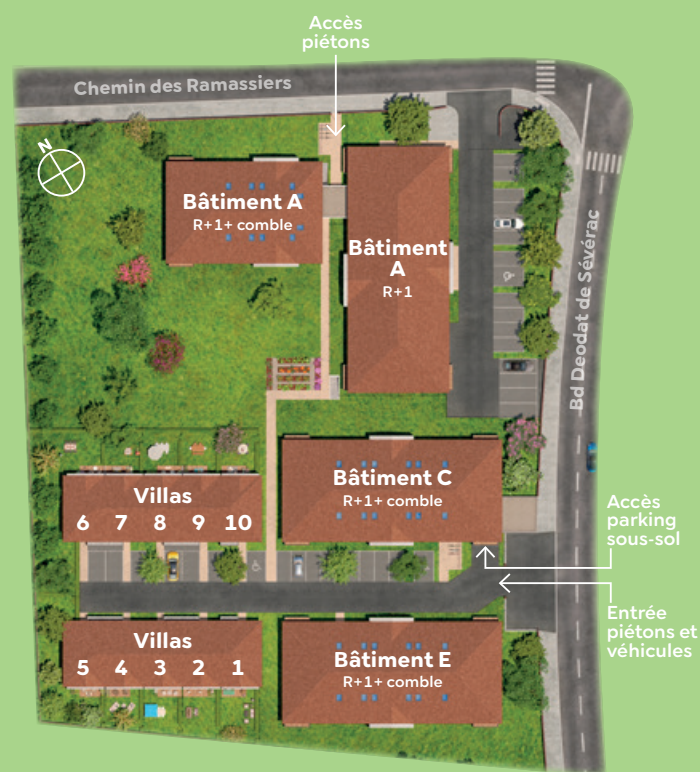 Accès
piétons
Chemin des Ramassiers
N
Bâtiment A
R+1+ comble
Bâtiment
A
R+1
Bd Deodat de Sévérac
Bâtiment C
R+1+ comble
Villas
6 7 8 9 10
Accès
parking
sous-sol
Entrée
piétons et
véhicules
Villas
5 4 3 2 1
Bâtiment E
R+1+ comble